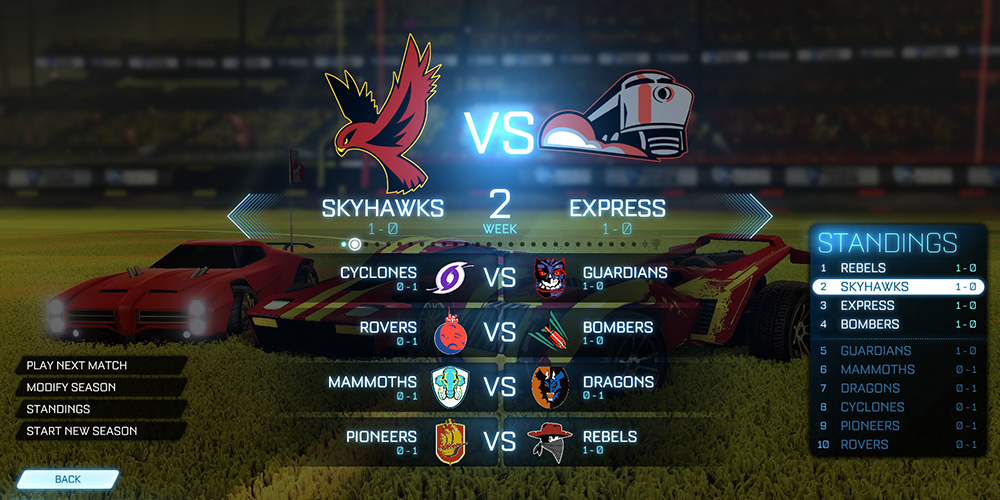 VS
SKYHAWKS 2 EXPRESS
1-0 WEEK 1-0
CYCLONES VS GUARDIANS
0-1 1-0
ROVERS VS BOMBERS
0-1 1-0
MAMMOTHS VS DRAGONS
0-1 0-1
PIONEERS VS REBELS
0-1 1-0
STANDINGS
1 REBELS 1-0
2 SKYHAWKS 1-0
3 EXPRESS 1-0
4 BOMBERS 1-0
5 GUARDIANS 1-0
6 MAMMOTHS 0-1
7 DRAGONS 0-1
8 CYCLONES 0-1
9 PIONEERS 0-1
10 ROVERS 0-1
PLAY NEXT MATCH
MODIFY SEASON
STANDINGS
START NEW SEASON
BACK